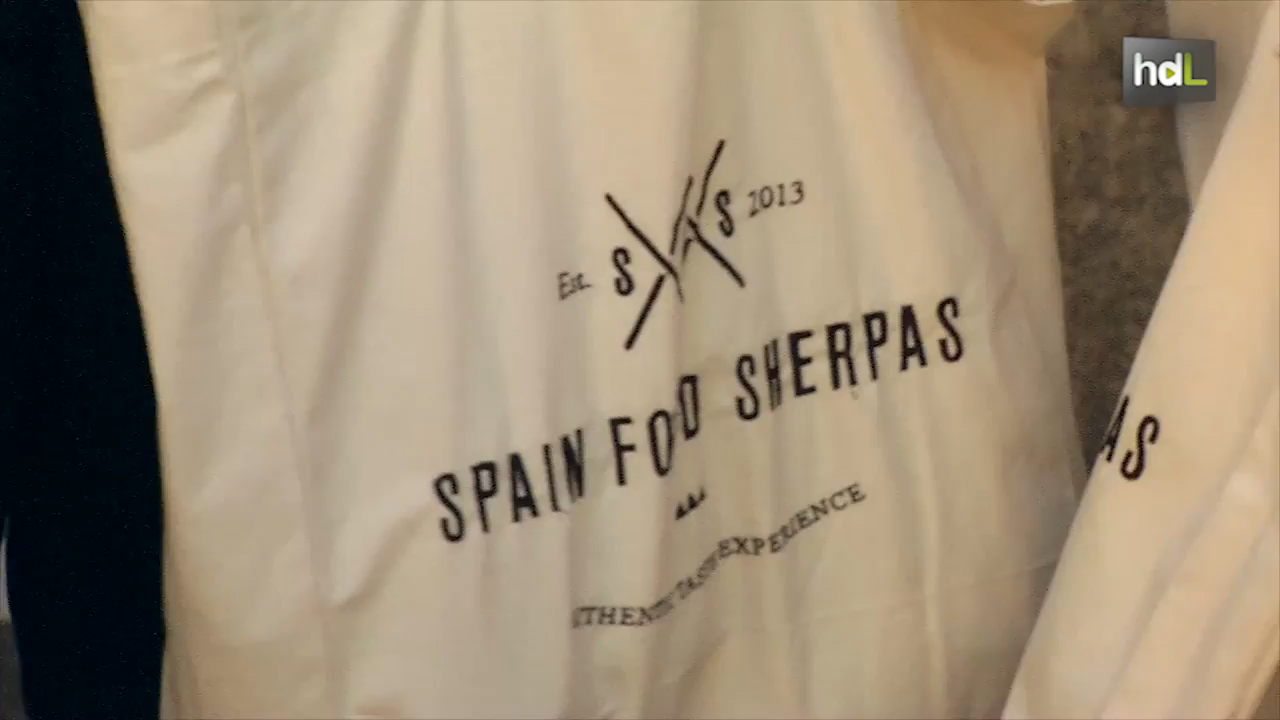 hdL
Est. S S 2013
SPAIN FOOD SHERPAS
EXPERIENCE
AS